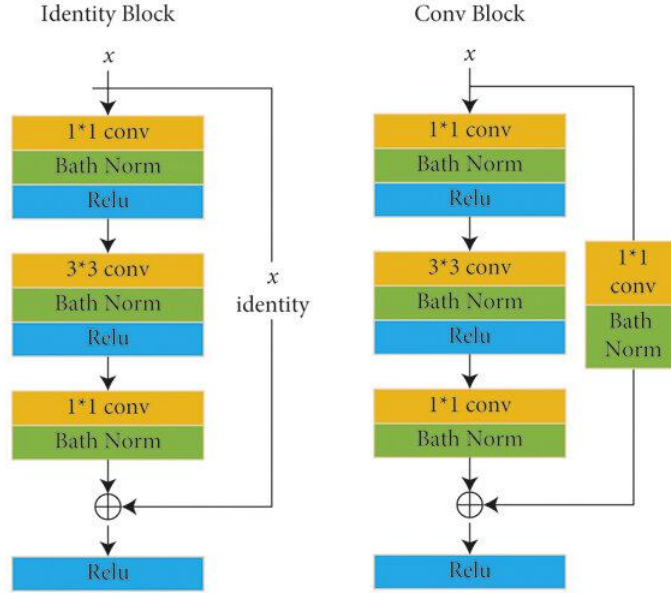 Identity Block
x
1*1 conv
Bath Norm
Relu
3*3 conv
Bath Norm
Relu
1*1 conv
Bath Norm
Relu
x
identity
Conv Block
x
1*1 conv
Bath Norm
Relu
3*3 conv
Bath Norm
Relu
1*1 conv
Bath Norm
Relu
1*1
conv
Bath
Norm